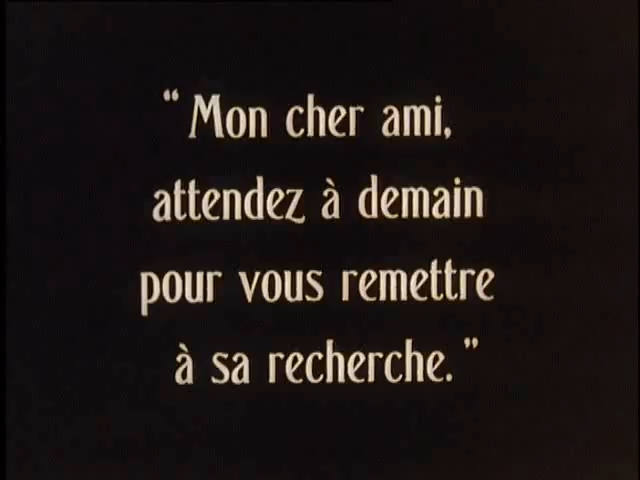 “Mon cher ami,
attendez à demain
pour vous remettre
à sa recherche.”